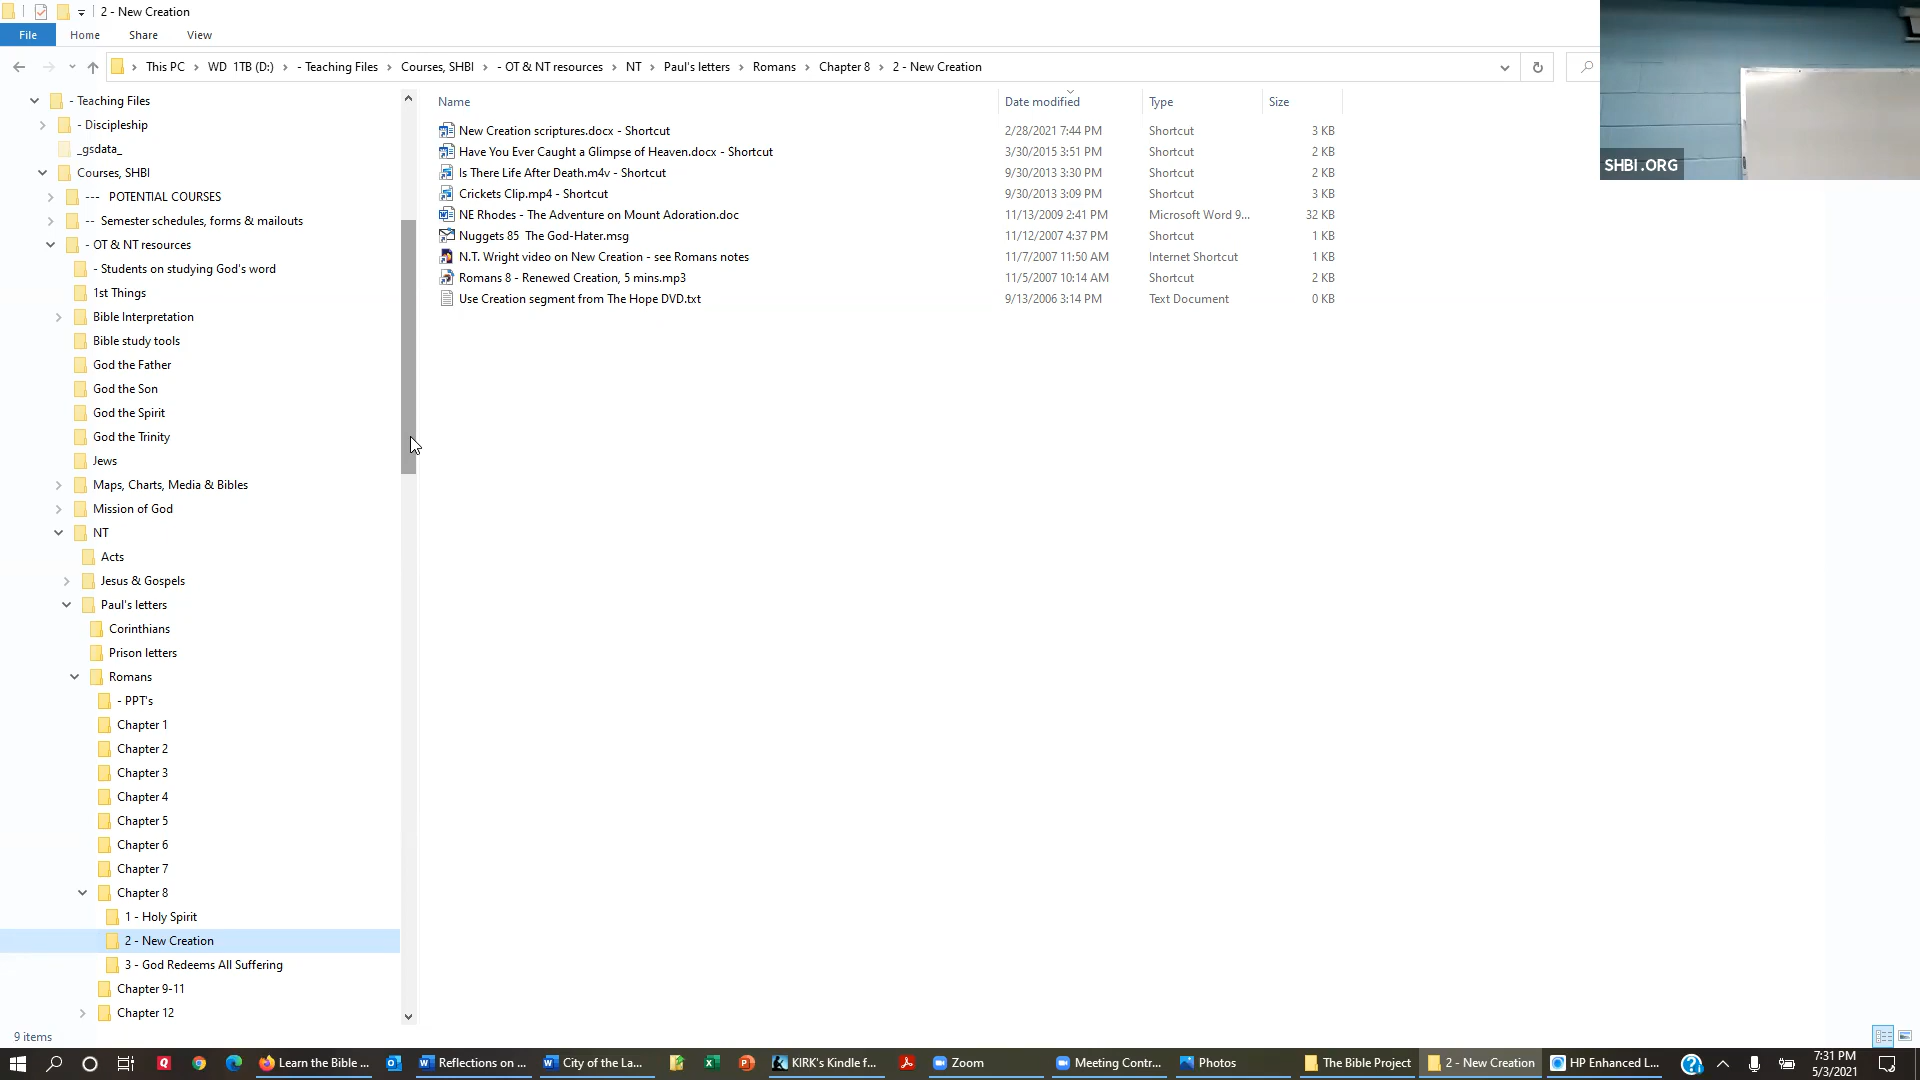 2 - New Creation
File Home Share View
This PC WD 1TB (D:) - Teaching Files Courses, SHBI - OT & NT resources NT Paul's letters Romans Chapter 8 2 - New Creation
SHBI.ORG
Name Date modified Type Size
New Creation scriptures.docx - Shortcut 2/28/2021 7:44 PM Shortcut 3 KB
Have You Ever Caught a Glimpse of Heaven.docx - Shortcut 3/30/2015 3:51 PM Shortcut 2 KB
Is There Life After Death.m4v - Shortcut 9/30/2013 3:30 PM Shortcut 2 KB
Crickets Clip.mp4 - Shortcut 9/30/2013 3:09 PM Shortcut 3 KB
NE Rhodes - The Adventure on Mount Adoration.doc 11/13/2009 2:41 PM Microsoft Word 9... 32 KB
Nuggets 85 The God-Hater.msg 11/12/2007 4:37 PM Shortcut 1 KB
N.T. Wright video on New Creation - see Romans notes 11/7/2007 11:50 AM Internet Shortcut 1 KB
Romans 8 - Renewed Creation, 5 mins.mp3 11/5/2007 10:14 AM Shortcut 2 KB
Use Creation segment from The Hope DVD.txt 9/13/2006 3:14 PM Text Document 0 KB
- Teaching Files
- Discipleship
_gsdata_
Courses, SHBI
--- POTENTIAL COURSES
-- Semester schedules, forms & mailouts
- OT & NT resources
- Students on studying God's word
1st Things
Bible Interpretation
Bible study tools
God the Father
God the Son
God the Spirit
God the Trinity
Jews
Maps, Charts, Media & Bibles
Mission of God
NT
Acts
Jesus & Gospels
Paul's letters
Corinthians
Prison letters
Romans
- PPT's
Chapter 1
Chapter 2
Chapter 3
Chapter 4
Chapter 5
Chapter 6
Chapter 7
Chapter 8
1 - Holy Spirit
2 - New Creation
3 - God Redeems All Suffering
Chapter 9-11
Chapter 12
9 items
Learn the Bible ... Reflections on ... City of the La... KIRK's Kindle f... Zoom Meeting Contr... Photos The Bible Project 2 - New Creation HP Enhanced L... 7:31 PM
5/3/2021